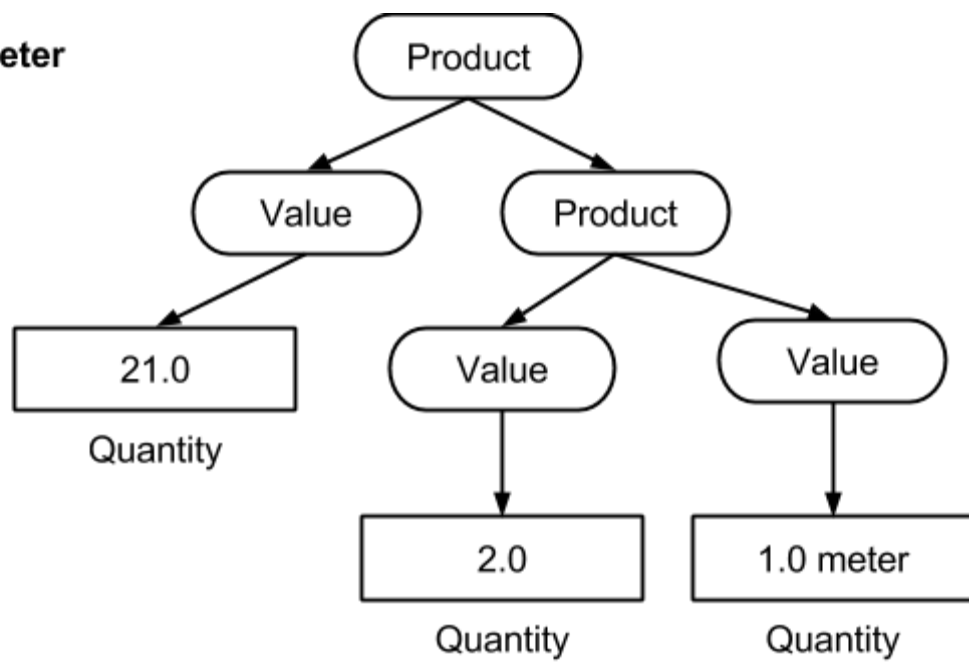 eter
Product
Value
Product
21.0
Value
Value
Quantity
2.0
1.0 meter
Quantity
Quantity